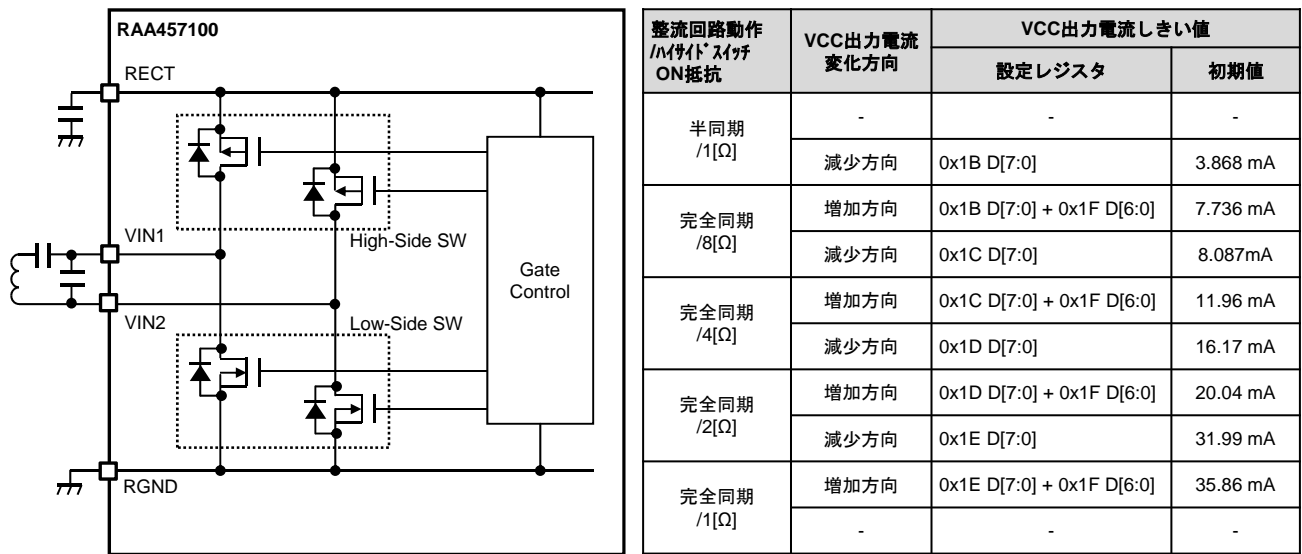 RAA457100
RECT
VIN1
High-Side SW
Gate
Control
VIN2
Low-Side SW
RGND
整流回路動作
/ﾊｲｻｲﾄﾞｽｲｯﾁ
ON抵抗
VCC出力電流
変化方向
VCC出力電流しきい値
設定レジスタ
初期値
半同期
/1[Ω]
- - -
減少方向 0x1B D[7:0] 3.868 mA
完全同期
/8[Ω]
増加方向 0x1B D[7:0] + 0x1F D[6:0] 7.736 mA
減少方向 0x1C D[7:0] 8.087mA
完全同期
/4[Ω]
増加方向 0x1C D[7:0] + 0x1F D[6:0] 11.96 mA
減少方向 0x1D D[7:0] 16.17 mA
完全同期
/2[Ω]
増加方向 0x1D D[7:0] + 0x1F D[6:0] 20.04 mA
減少方向 0x1E D[7:0] 31.99 mA
完全同期
/1[Ω]
増加方向 0x1E D[7:0] + 0x1F D[6:0] 35.86 mA
- - -